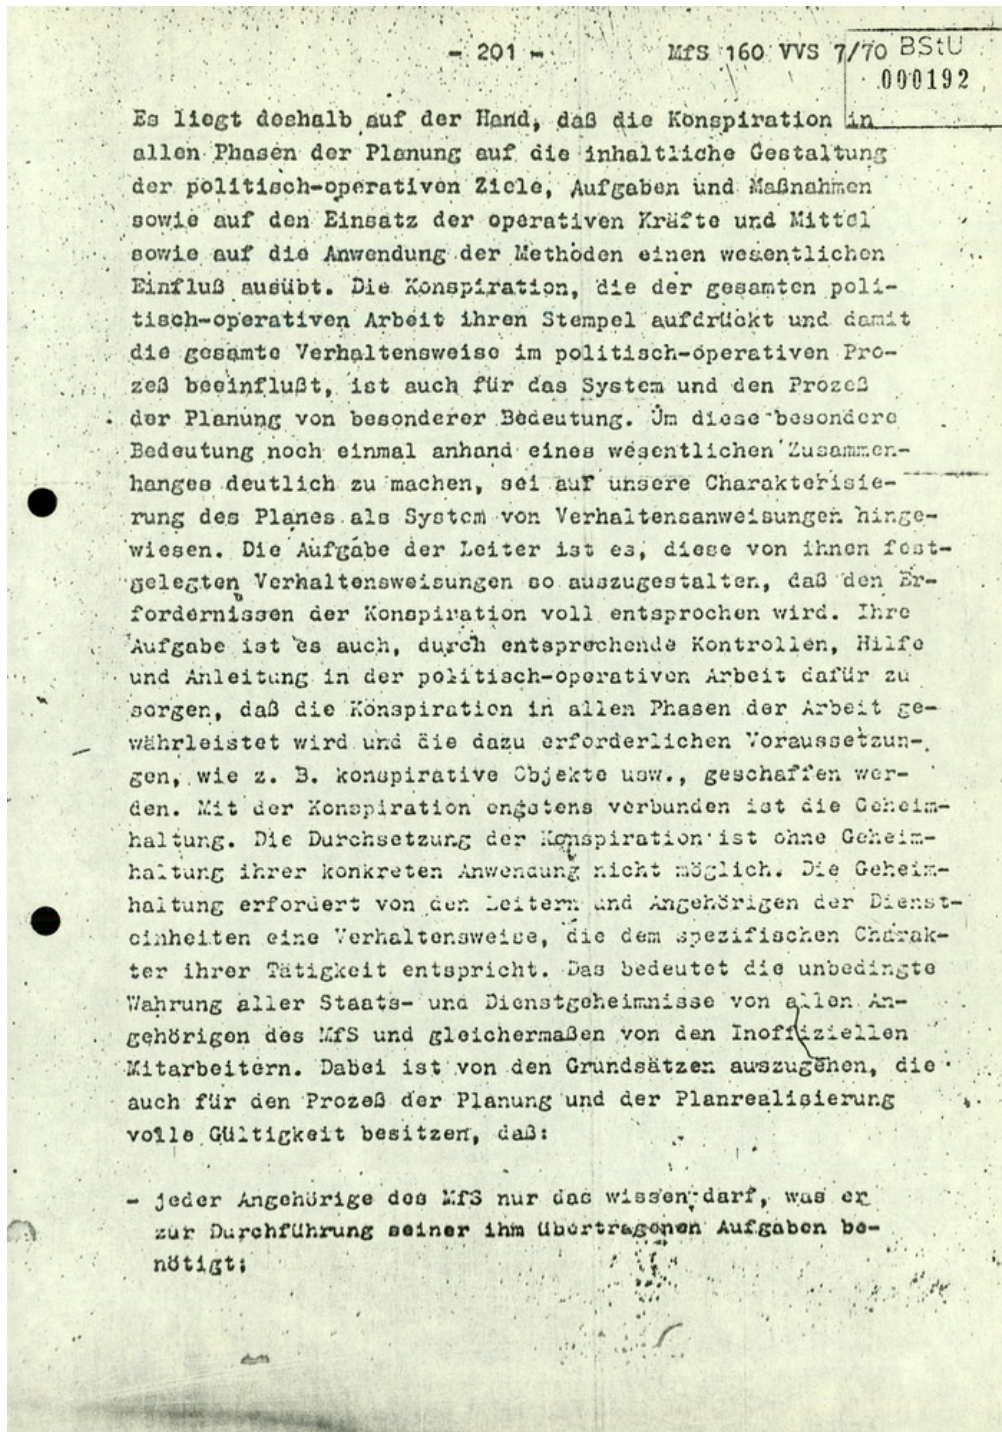 - 201 -
MfS 160 VVS 7/70 BStU
000192
Es liegt deshalb auf der Hand, daß die Konspiration in
allen Phasen der Planung auf die inhaltliche Gestaltung
der politisch-operativen Ziele, Aufgaben und Maßnahmen
sowie auf den Einsatz der operativen Kräfte und Mittel
sowie auf die Anwendung der Methoden einen wesentlichen
Einfluß ausübt. Die Konspiration, die der gesamten poli-
tisch-operativen Arbeit ihren Stempel aufdrückt und damit
die gesamte Verhaltensweise im politisch-operativen Pro-
zeß beeinflußt, ist auch für das System und den Prozeß
der Planung von besonderer Bedeutung. Um diese besondere
Bedeutung noch einmal anhand eines wesentlichen Zusammen-
hanges deutlich zu machen, sei auf unsere Charakterisie-
rung des Planes als System von Verhaltensanweisungen hinge-
wiesen. Die Aufgabe der Leiter ist es, diese von ihnen fest-
gelegten Verhaltensweisungen so auszugestalten, daß den Er-
fordernissen der Konspiration voll entsprochen wird. Ihre
Aufgabe ist es auch, durch entsprechende Kontrollen, Hilfe
und Anleitung in der politisch-operativen Arbeit dafür zu
sorgen, daß die Konspiration in allen Phasen der Arbeit ge-
währleistet wird und die dazu erforderlichen Voraussetzun-
gen, wie z. B. konspirative Objekte usw., geschaffen wer-
den. Mit der Konspiration engstens verbunden ist die Geheim-
haltung. Die Durchsetzung der Konspiration ist ohne Geheim-
haltung ihrer konkreten Anwendung nicht möglich. Die Geheim-
haltung erfordert von den Leitern und Angehörigen der Dienst-
einheiten eine Verhaltensweise, die dem spezifischen Charak-
ter ihrer Tätigkeit entspricht. Das bedeutet die unbedingte
Wahrung aller Staats- und Dienstgeheimnisse von allen An-
gehörigen des MfS und gleichermaßen von den Inoffiziellen
Mitarbeitern. Dabei ist von den Grundsätzen auszugehen, die
auch für den Prozeß der Planung und der Planrealisierung
volle Gültigkeit besitzen, daß:
- jeder Angehörige des MfS nur das wissen darf, was er
zur Durchführung seiner ihm übertragenen Aufgaben be-
nötigt;